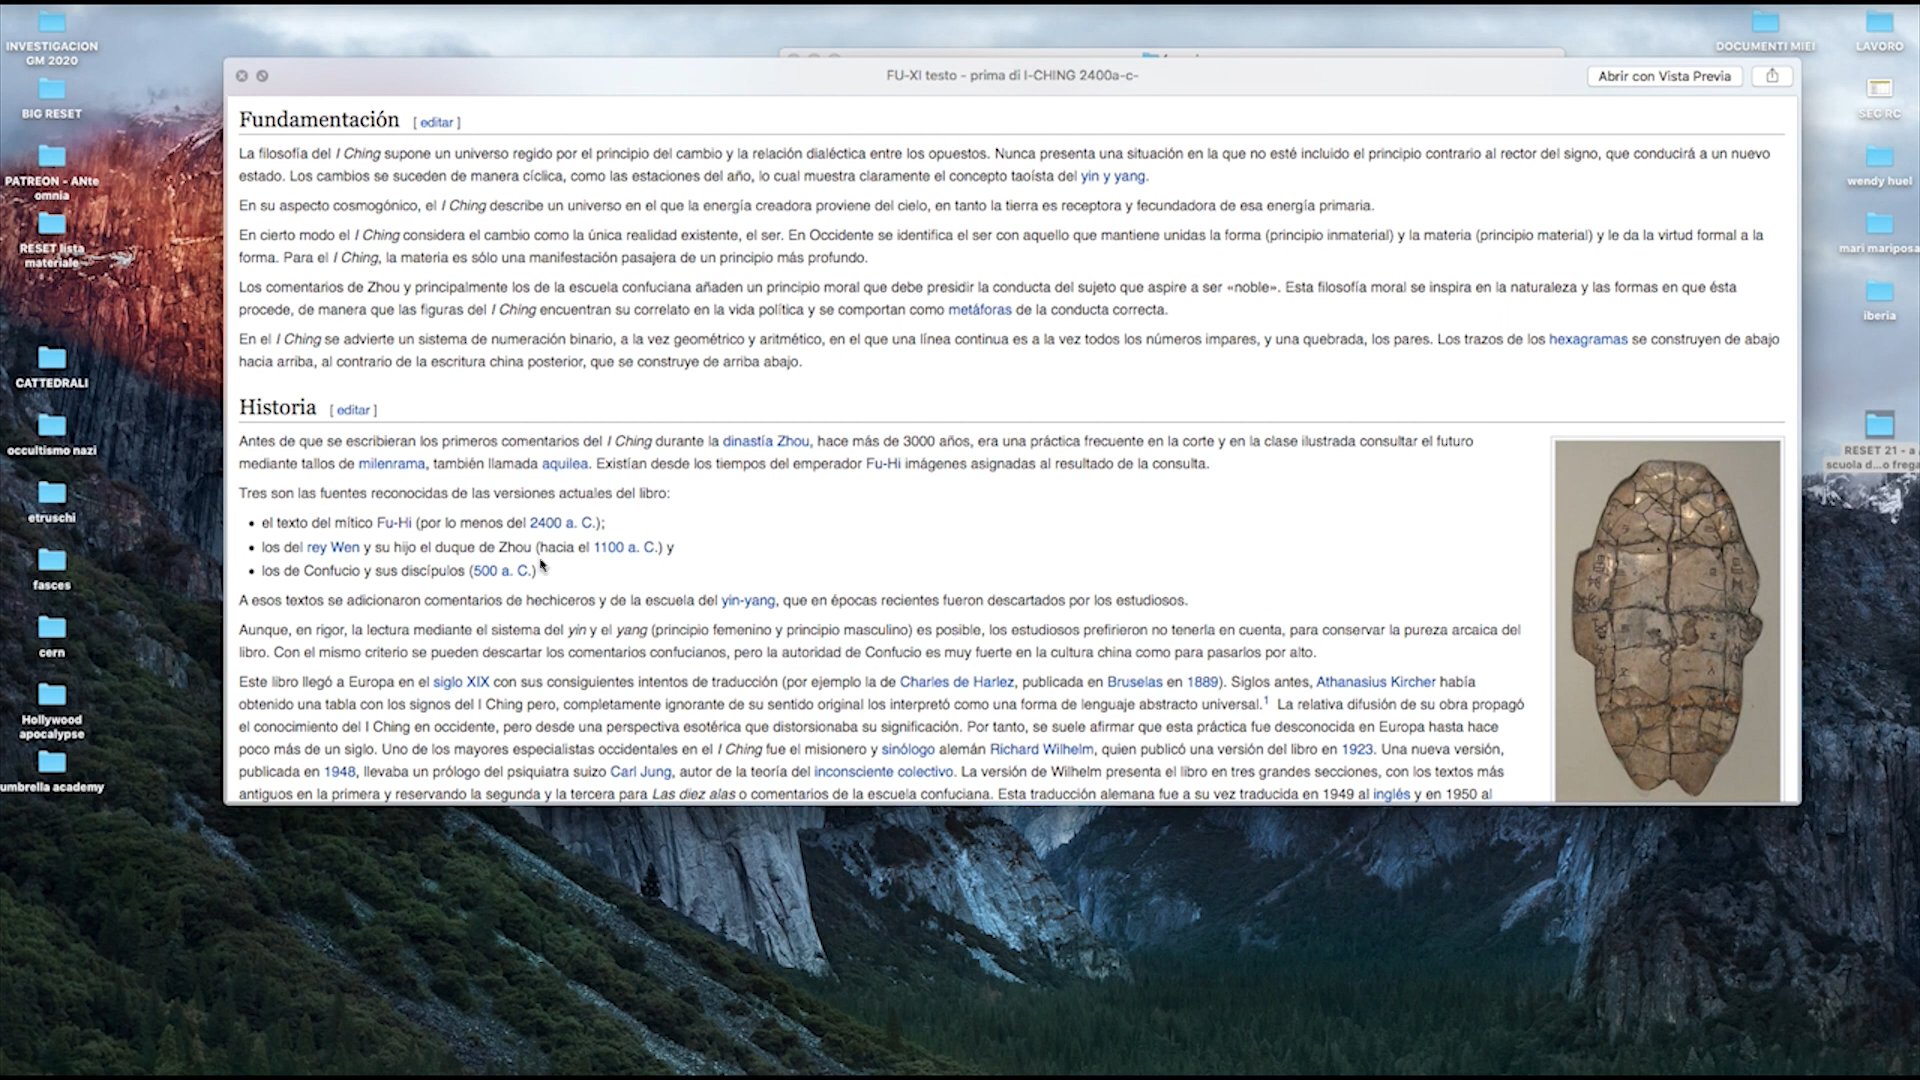 INVESTIGACION
GM 2020
BIG RESET
PATREON - ANte
omnia
RESET lista
materiale
CATTEDRALI
occultismo nazi
etruschi
fasces
cern
Hollywood
apocalypse
umbrella academy
FU-XI testo - prima di I-CHING 2400a-c-
Abrir con Vista Previa
Fundamentación [ editar ]
La filosofía del I Ching supone un universo regido por el principio del cambio y la relación dialéctica entre los opuestos. Nunca presenta una situación en la que no esté incluido el principio contrario al rector del signo, que conducirá a un nuevo
estado. Los cambios se suceden de manera cíclica, como las estaciones del año, lo cual muestra claramente el concepto taoísta del yin y yang.
En su aspecto cosmogónico, el I Ching describe un universo en el que la energía creadora proviene del cielo, en tanto la tierra es receptora y fecundadora de esa energía primaria.
En cierto modo el I Ching considera el cambio como la única realidad existente, el ser. En Occidente se identifica el ser con aquello que mantiene unidas la forma (principio inmaterial) y la materia (principio material) y le da la virtud formal a la
forma. Para el I Ching, la materia es sólo una manifestación pasajera de un principio más profundo.
Los comentarios de Zhou y principalmente los de la escuela confuciana añaden un principio moral que debe presidir la conducta del sujeto que aspire a ser «noble». Esta filosofía moral se inspira en la naturaleza y las formas en que ésta
procede, de manera que las figuras del I Ching encuentran su correlato en la vida política y se comportan como metáforas de la conducta correcta.
En el I Ching se advierte un sistema de numeración binario, a la vez geométrico y aritmético, en el que una línea continua es a la vez todos los números impares, y una quebrada, los pares. Los trazos de los hexagramas se construyen de abajo
hacia arriba, al contrario de la escritura china posterior, que se construye de arriba abajo.
Historia [ editar ]
Antes de que se escribieran los primeros comentarios del I Ching durante la dinastía Zhou, hace más de 3000 años, era una práctica frecuente en la corte y en la clase ilustrada consultar el futuro
mediante tallos de milenrama, también llamada aquilea. Existían desde los tiempos del emperador Fu-Hi imágenes asignadas al resultado de la consulta.
Tres son las fuentes reconocidas de las versiones actuales del libro:
• el texto del mítico Fu-Hi (por lo menos del 2400 a. C.);
• los del rey Wen y su hijo el duque de Zhou (hacia el 1100 a. C.) y
• los de Confucio y sus discípulos (500 a. C.)
A esos textos se adicionaron comentarios de hechiceros y de la escuela del yin-yang, que en épocas recientes fueron descartados por los estudiosos.
Aunque, en rigor, la lectura mediante el sistema del yin y el yang (principio femenino y principio masculino) es posible, los estudiosos prefirieron no tenerla en cuenta, para conservar la pureza arcaica del
libro. Con el mismo criterio se pueden descartar los comentarios confucianos, pero la autoridad de Confucio es muy fuerte en la cultura china como para pasarlos por alto.
Este libro llegó a Europa en el siglo XIX con sus consiguientes intentos de traducción (por ejemplo la de Charles de Harlez, publicada en Bruselas en 1889). Siglos antes, Athanasius Kircher había
obtenido una tabla con los signos del I Ching pero, completamente ignorante de su sentido original los interpretó como una forma de lenguaje abstracto universal.1 La relativa difusión de su obra propagó
el conocimiento del I Ching en occidente, pero desde una perspectiva esotérica que distorsionaba su significación. Por tanto, se suele afirmar que esta práctica fue desconocida en Europa hasta hace
poco más de un siglo. Uno de los mayores especialistas occidentales en el I Ching fue el misionero y sinólogo alemán Richard Wilhelm, quien publicó una versión del libro en 1923. Una nueva versión,
publicada en 1948, llevaba un prólogo del psiquiatra suizo Carl Jung, autor de la teoría del inconsciente colectivo. La versión de Wilhelm presenta el libro en tres grandes secciones, con los textos más
antiguos en la primera y reservando la segunda y la tercera para Las diez alas o comentarios de la escuela confuciana. Esta traducción alemana fue a su vez traducida en 1949 al inglés y en 1950 al
DOCUMENTI MIEI
LAVORO
SEG RC
wendy huel
mari mariposa
iberia
RESET 21 - a
scuola d...o frega